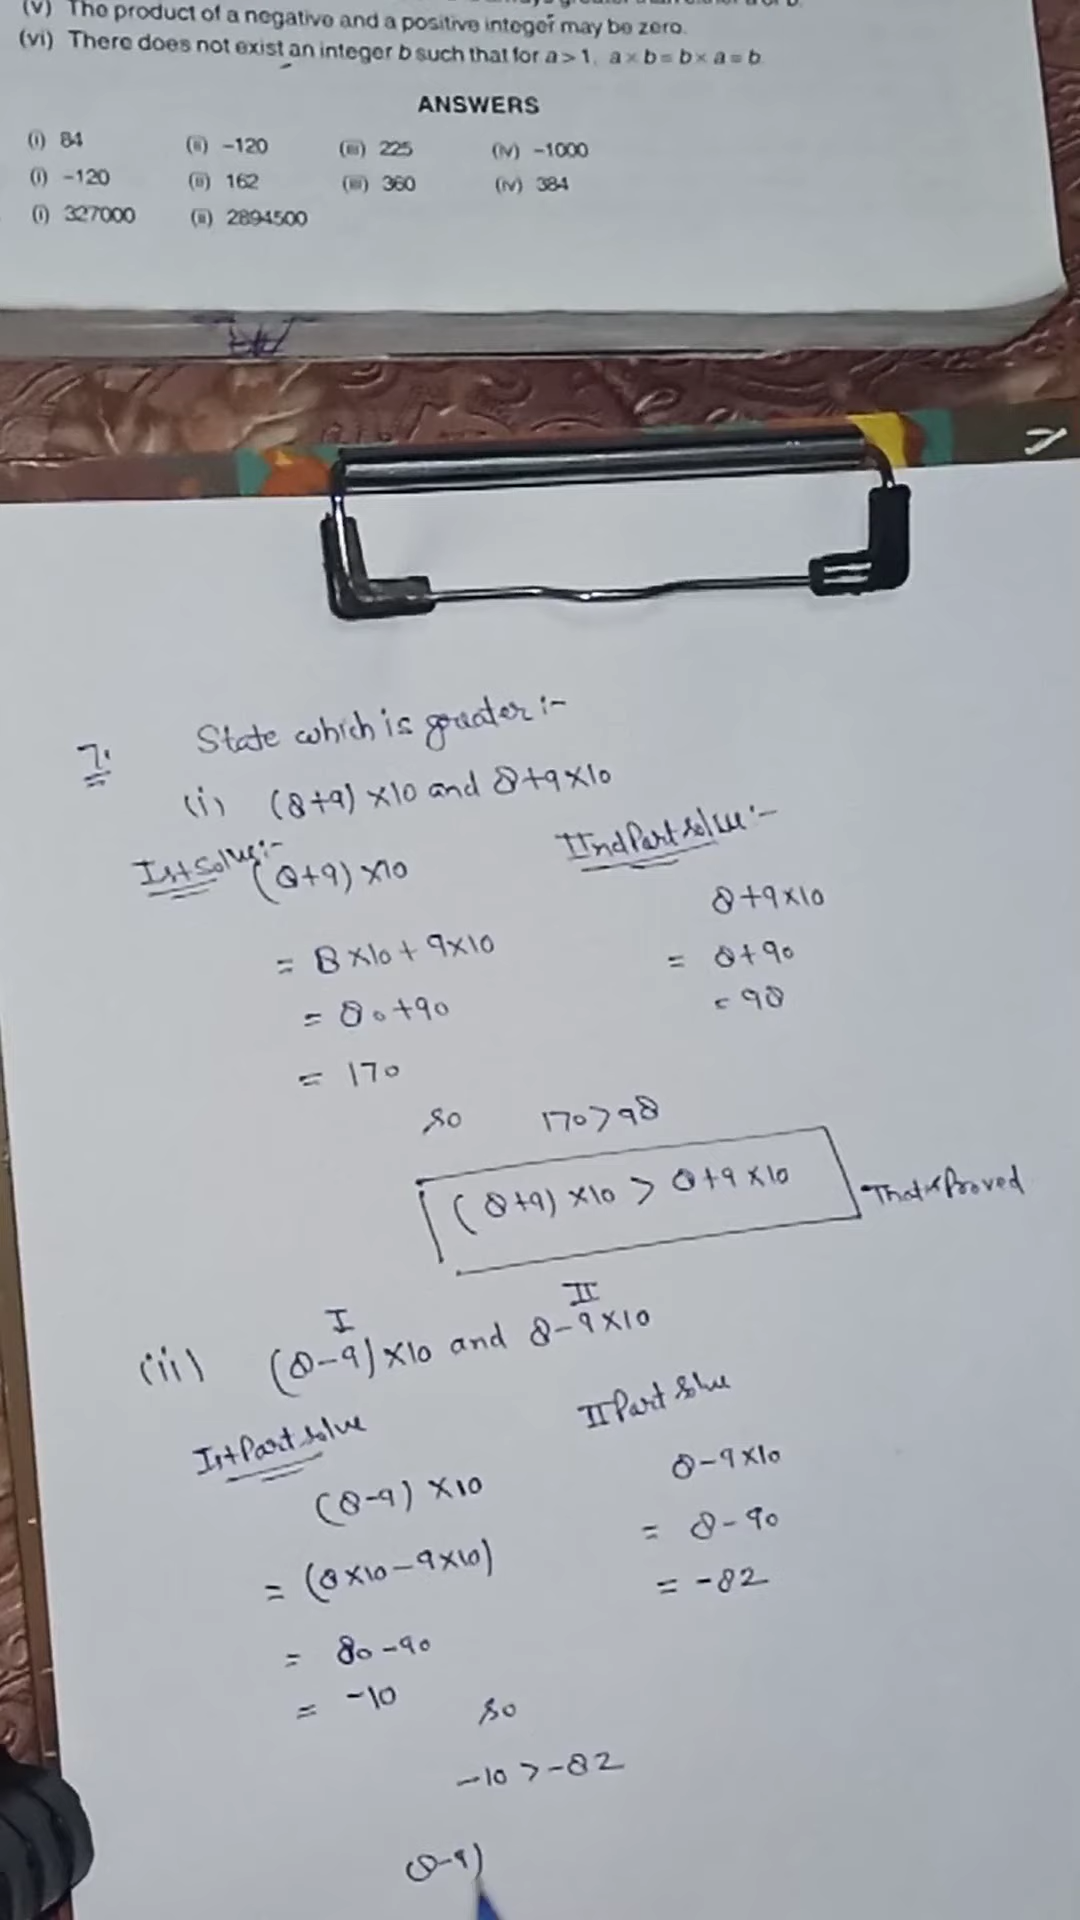 (v) The product of a negative and a positive integer may be zero.
(vi) There does not exist an integer b such that for a > 1, a × b = b × a = b.
ANSWERS
(i) 84 (ii) -120 (iii) 225 (iv) -1000
(i) -120 (ii) 162 (iii) 360 (iv) 384
(i) 327000 (ii) 2894500
7. State which is greater :-
(i) (8+9) ×10 and 8+9×10
Ist Solve:- IInd Part solve:-
(8+9) ×10 8+9×10
= 8×10 + 9×10 = 8+90
= 80+90 = 98
= 170
so 170 > 98
(8+9) ×10 > 8+9×10 That is Proved
I II
(ii) (8-9) ×10 and 8-9×10
Ist Part solve II Part Solve
(8-9) ×10 8-9×10
= (8×10-9×10) = 8-90
= 80-90 = -82
= -10 so
-10 > -82
(8-9)